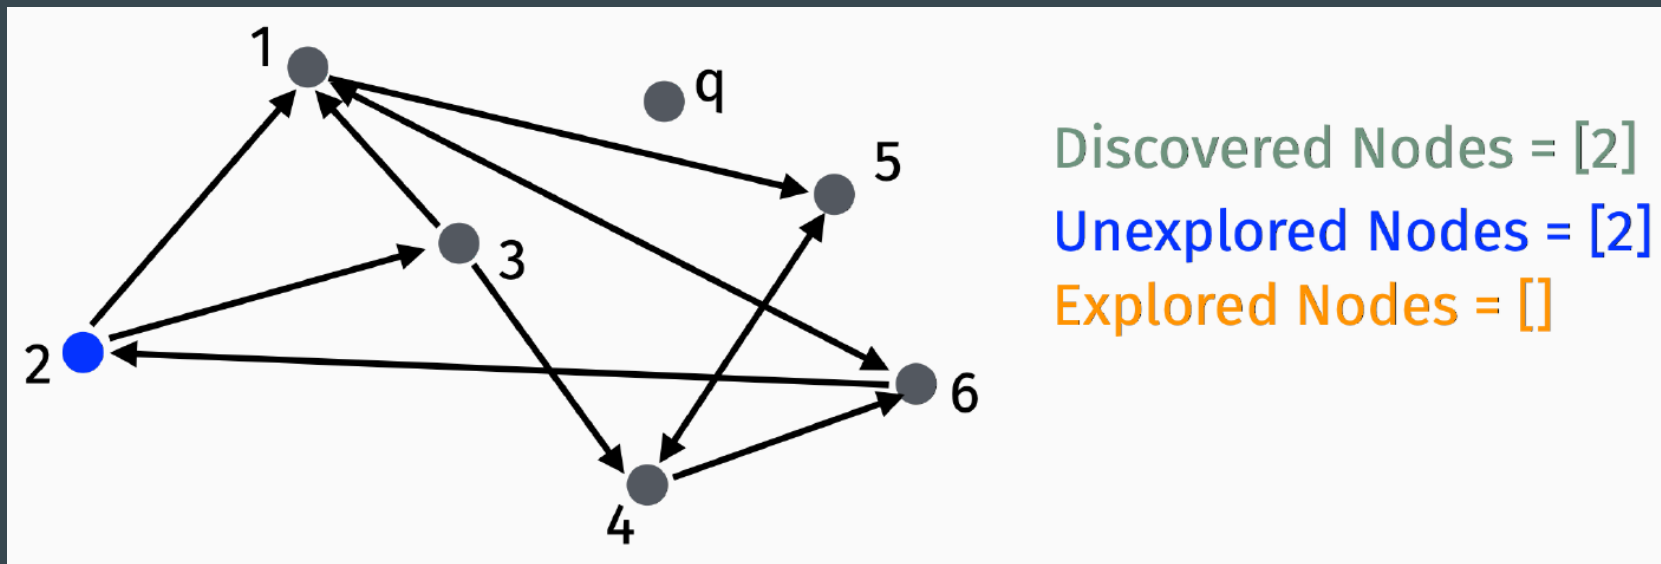 1
q
5
3
2
6
4
Discovered Nodes = [2]
Unexplored Nodes = [2]
Explored Nodes = []